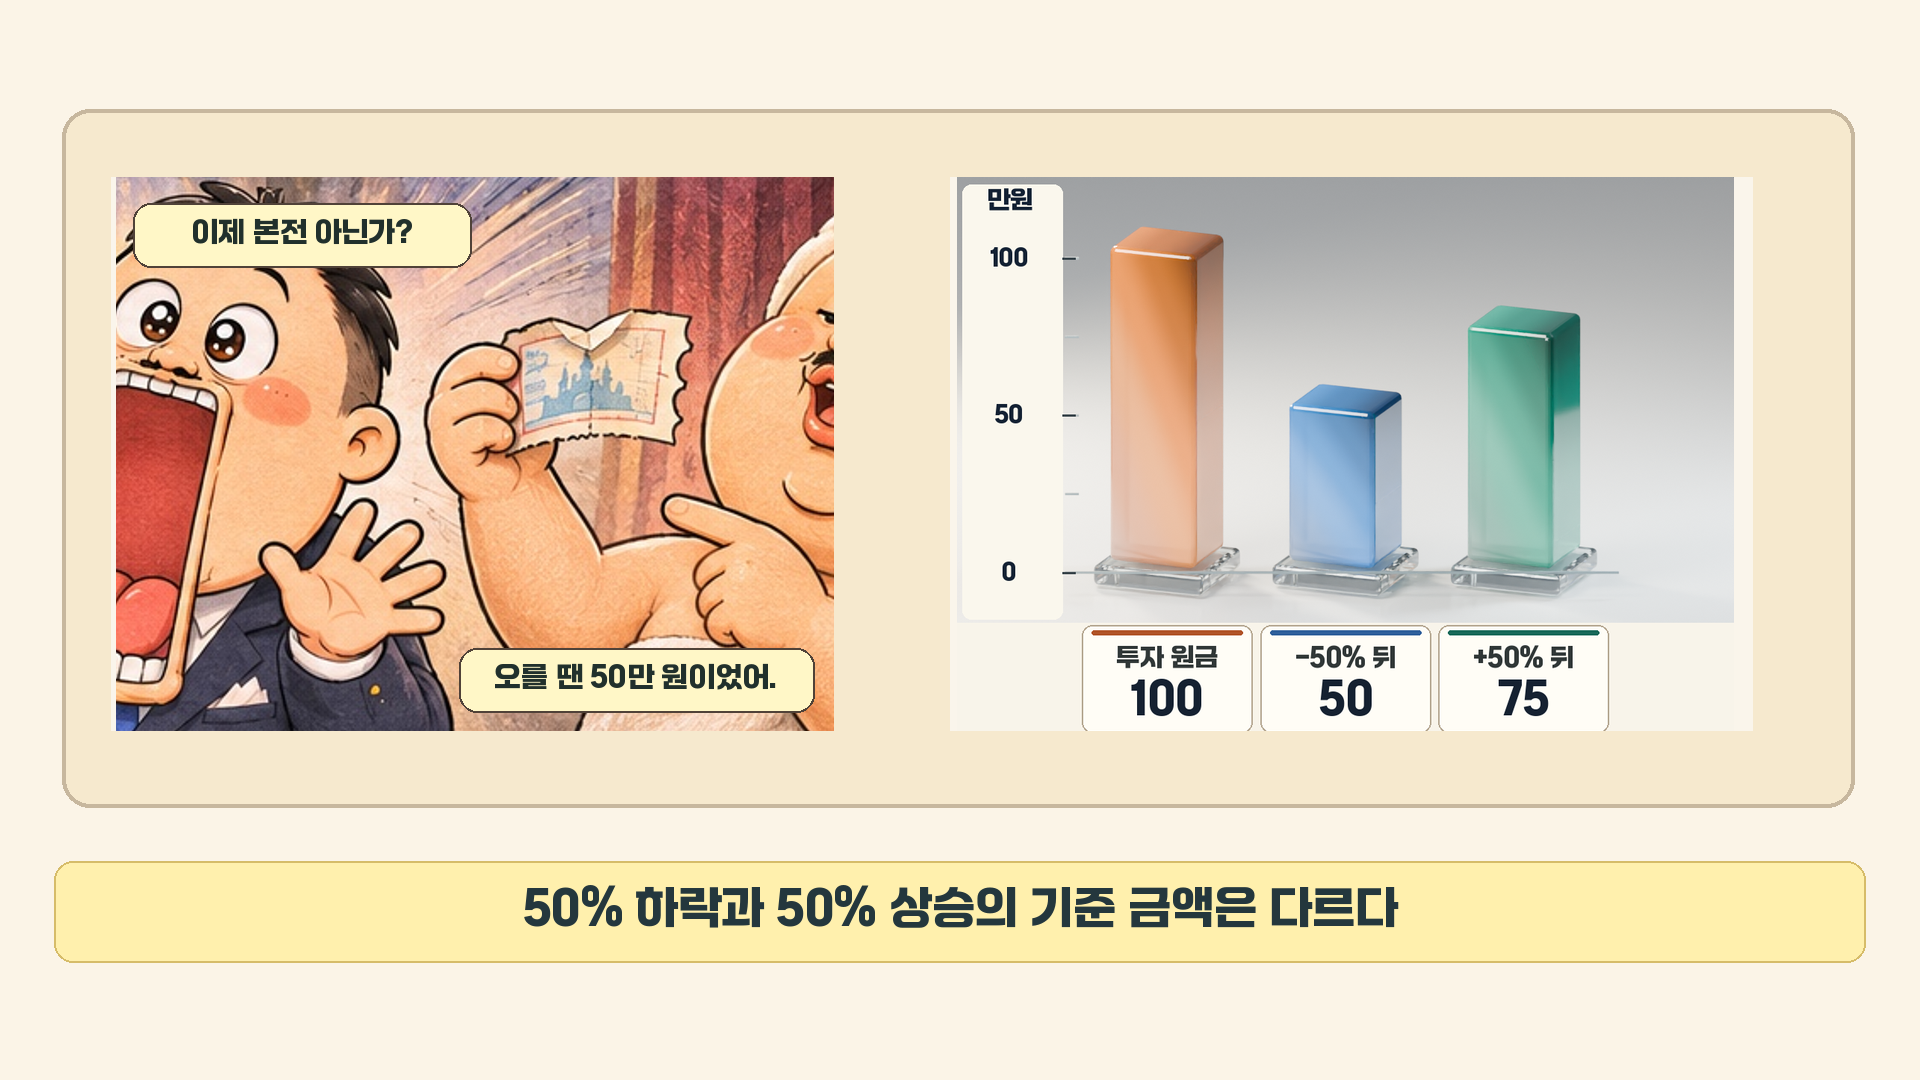 이제 본전 아닌가?
오를 땐 50만 원이었어.
만원
100
50
0
투자 원금
100
-50% 뒤
50
+50% 뒤
75
50% 하락과 50% 상승의 기준 금액은 다르다